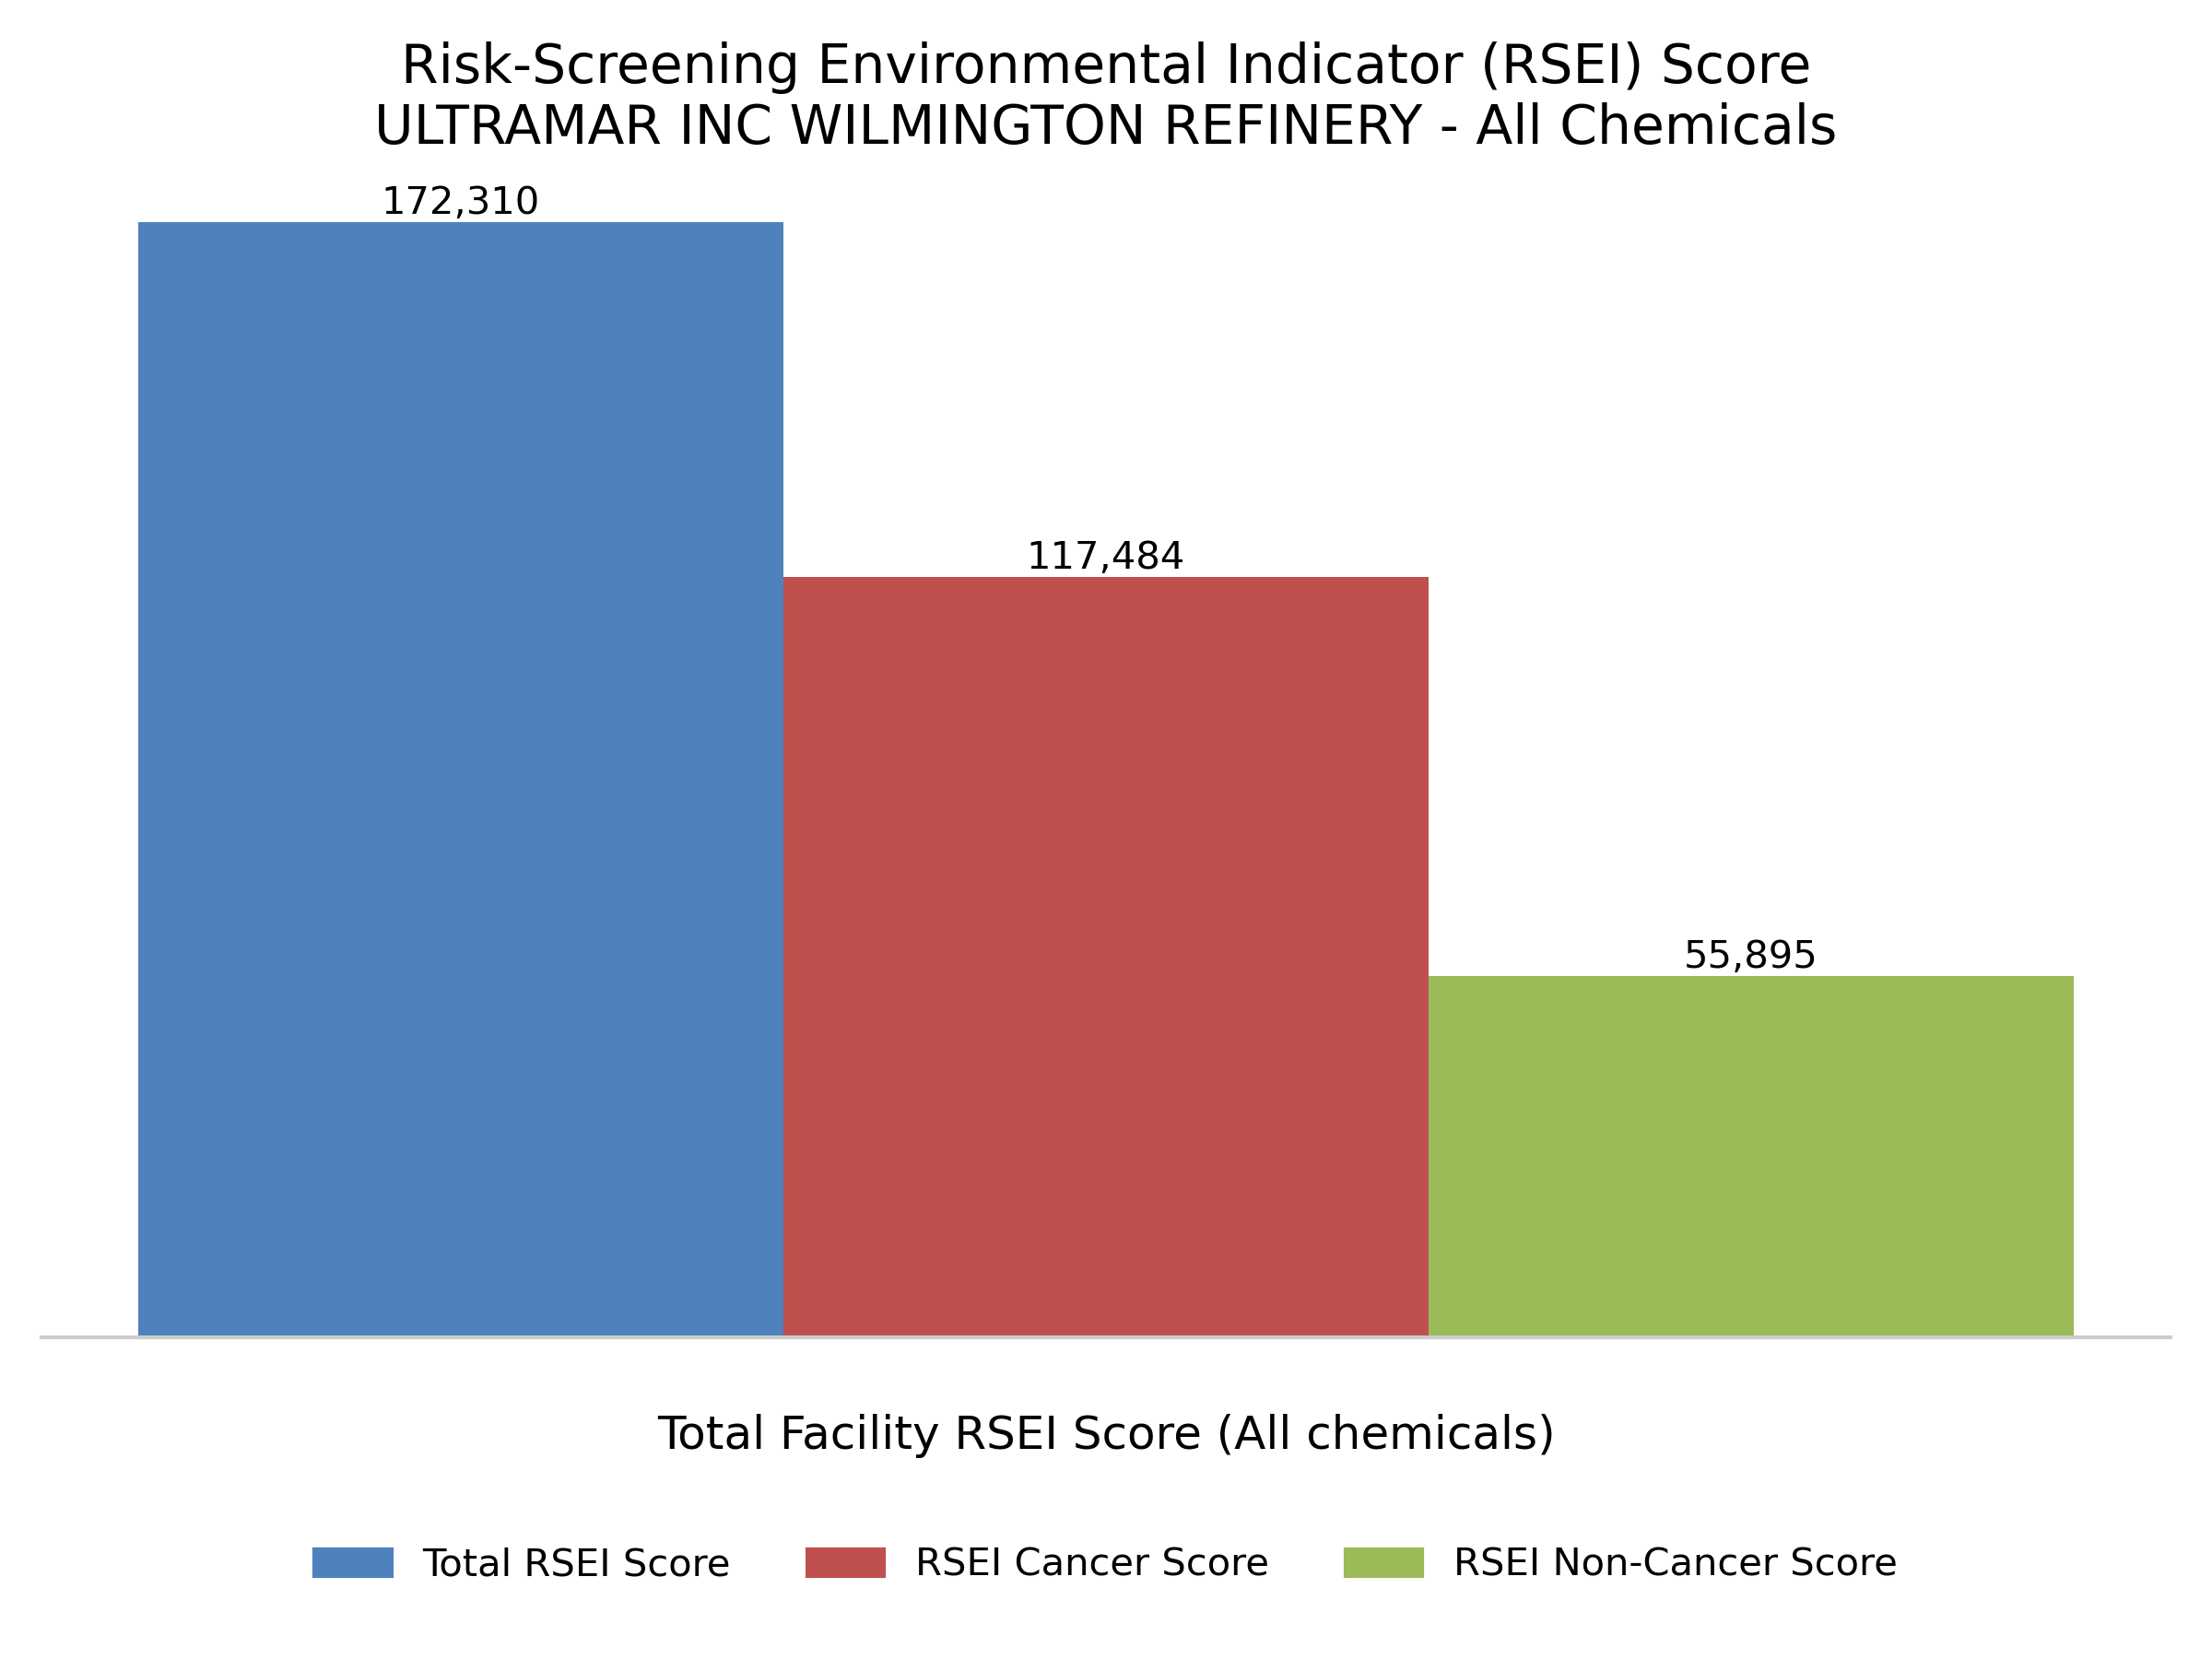 Risk-Screening Environmental Indicator (RSEI) Score
ULTRAMAR INC WILMINGTON REFINERY - All Chemicals
172,310
117,484
55,895
Total Facility RSEI Score (All chemicals)
Total RSEI Score
RSEI Cancer Score
RSEI Non-Cancer Score